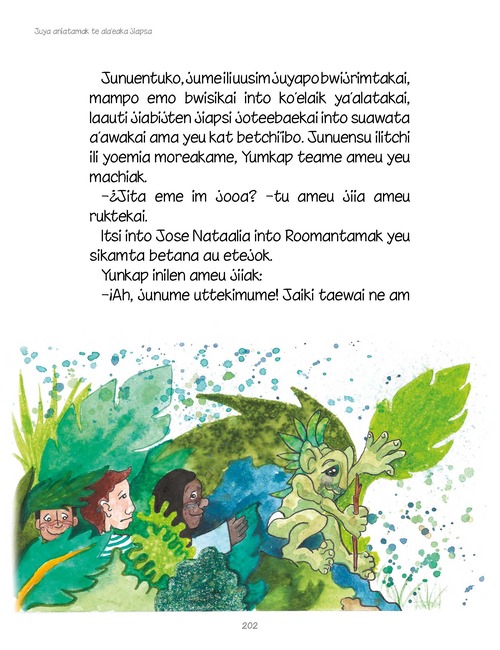 Juya aniatamak te ala'eaka jiapsa
Junuentuko, jume iliuusim juyapo bwijrimtakai,
mampo emo bwisikai into ko'elaik ya'alatakai,
laauti jiabijten jiapsi joteebaekai into suawata
a'awakai ama yeu kat betchi'ibo. Junuensu ilitchi
ili yoemia moreakame, Yumkap teame ameu yeu
machiak.
–¿Jita eme im jooa? –tu ameu jiia ameu
ruktekai.
Itsi into Jose Nataalia into Roomantamak yeu
sikamta betana au etejok.
Yunkap inilen ameu jiiak:
–¡Ah, junume uttekimume! Jaiki taewai ne am
202